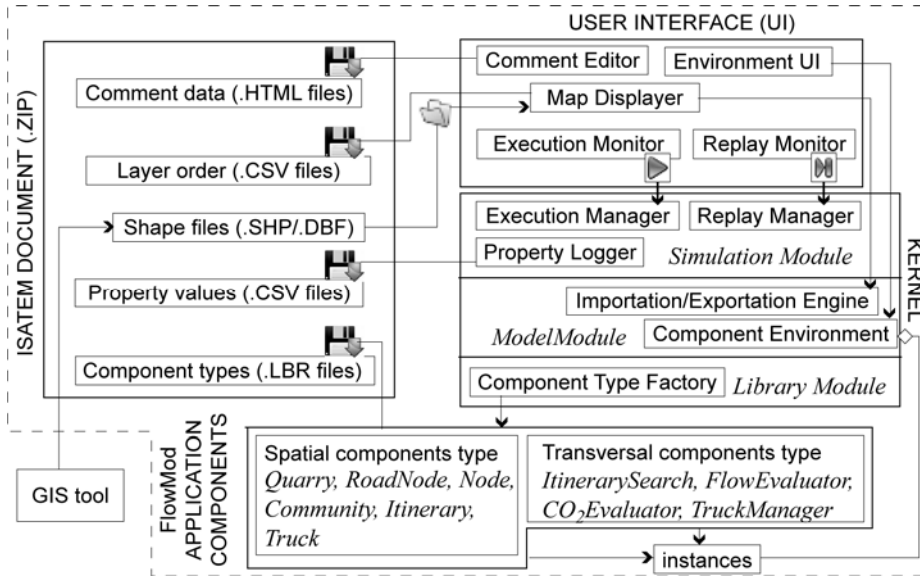 USER INTERFACE (UI)
ISATEM DOCUMENT (.ZIP)
Comment data (.HTML files)
Layer order (.CSV files)
Shape files (.SHP/.DBF)
Property values (.CSV files)
Component types (.LBR files)
Comment Editor
Environment UI
Map Displayer
Execution Monitor
Replay Monitor
Execution Manager
Replay Manager
Property Logger
Simulation Module
KERNEL
Importation/Exportation Engine
ModelModule
Component Environment
Component Type Factory
Library Module
GIS tool
FlowMod
APPLICATION
COMPONENTS
Spatial components type
Quarry, RoadNode, Node,
Community, Itinerary,
Truck
Transversal components type
ItinerarySearch, FlowEvaluator,
CO₂Evaluator, TruckManager
instances